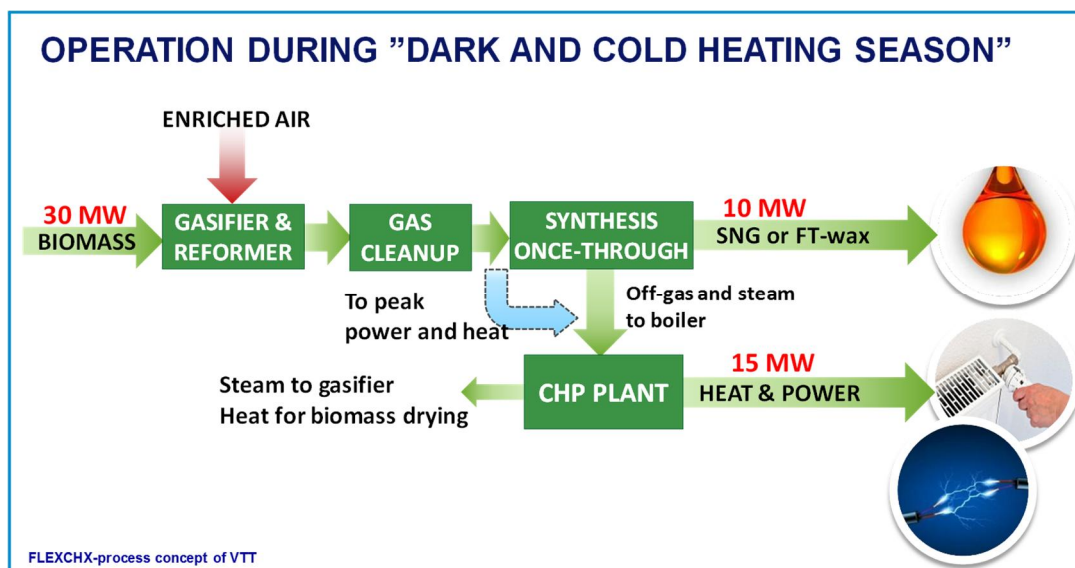 OPERATION DURING ”DARK AND COLD HEATING SEASON”
ENRICHED AIR
30 MW
BIOMASS
GASIFIER &
REFORMER
GAS
CLEANUP
SYNTHESIS
ONCE-THROUGH
10 MW
SNG or FT-wax
To peak
power and heat
Off-gas and steam
to boiler
Steam to gasifier
Heat for biomass drying
CHP PLANT
15 MW
HEAT & POWER
FLEXCHX-process concept of VTT